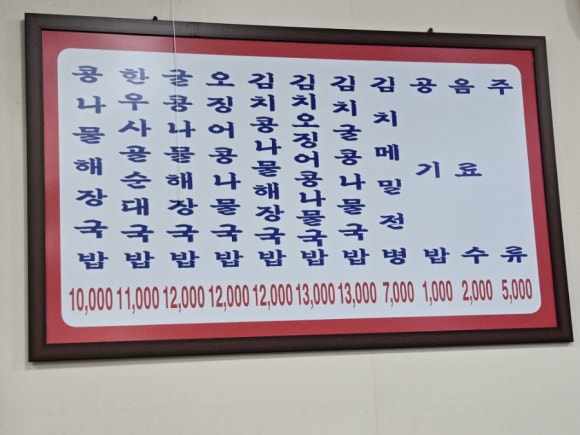 콩나물해장국밥 10,000
한우사골순대국밥 11,000
굴콩나물해장국밥 12,000
오징어콩나물국밥 12,000
김치콩나물해장국밥 12,000
김치오징어콩나물국밥 13,000
김치굴콩나물국밥 13,000
김치메밀전병 7,000
공기밥 1,000
음료수 2,000
주류 5,000